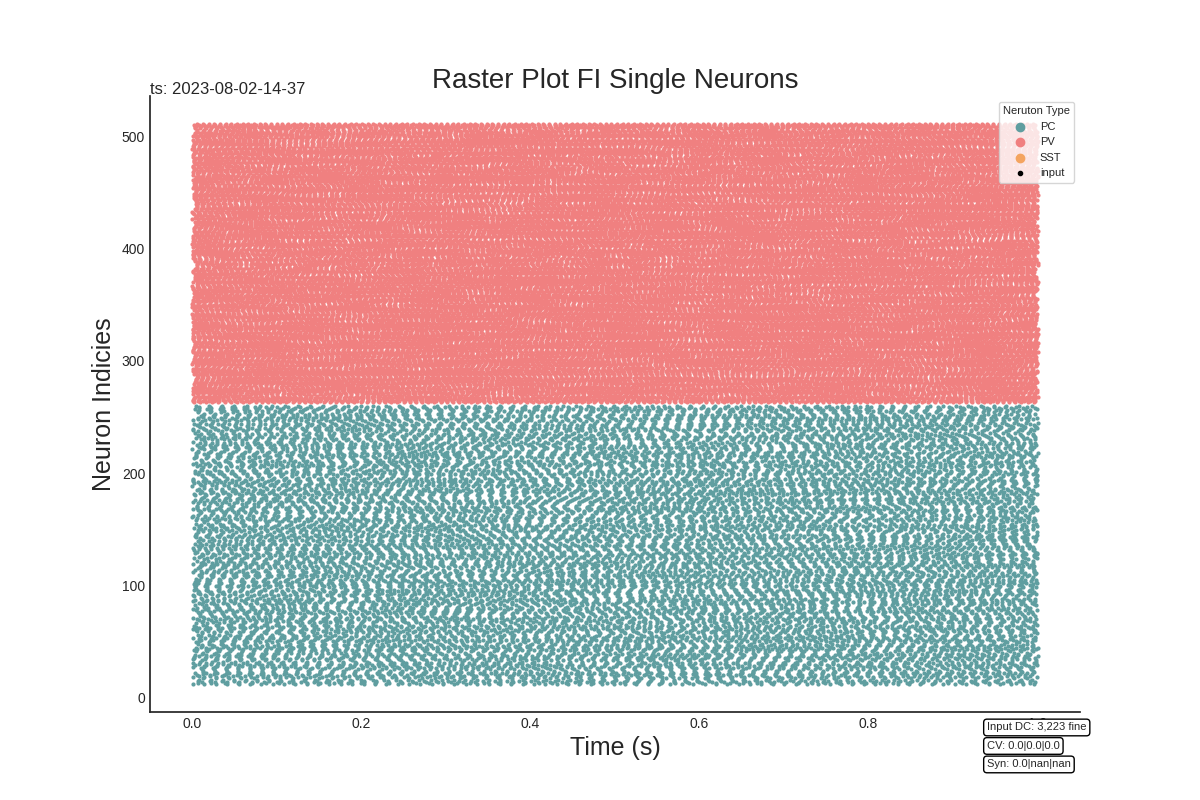 Raster Plot FI Single Neurons
ts: 2023-08-02-14-37
Neruton Type
PC
PV
SST
input
Neuron Indicies
500
400
300
200
100
0
0.0
0.2
0.4
0.6
0.8
Time (s)
Input DC: 3,223 fine
CV: 0.0|0.0|0.0
Syn: 0.0|nan|nan